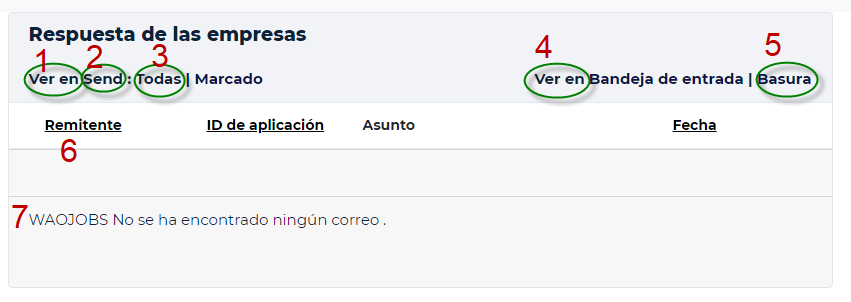 Respuesta de las empresas
1 2 3 4 5
Ver en Send : Todas | Marcado Ver en Bandeja de entrada | Basura
Remitente ID de aplicación Asunto Fecha
6
7 WAOJOBS No se ha encontrado ningún correo .